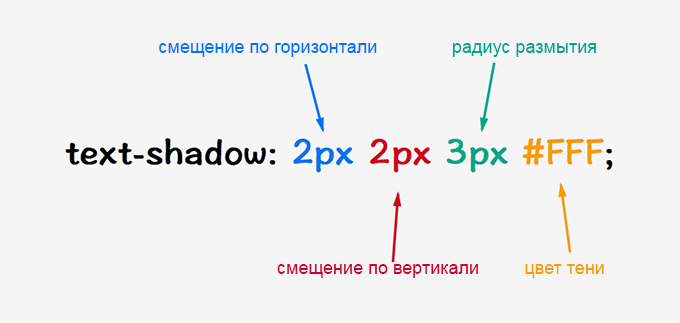 смещение по горизонтали
радиус размытия
text-shadow: 2px 2px 3px #FFF;
смещение по вертикали
цвет тени